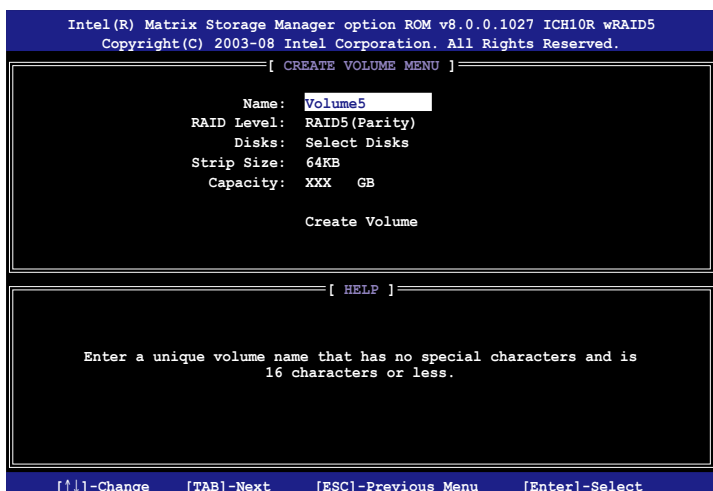 Intel(R) Matrix Storage Manager option ROM v8.0.0.1027 ICH10R wRAID5
Copyright(C) 2003-08 Intel Corporation. All Rights Reserved.
[ CREATE VOLUME MENU ]
Name: Volume5
RAID Level: RAID5(Parity)
Disks: Select Disks
Strip Size: 64KB
Capacity: XXX GB
Create Volume
[ HELP ]
Enter a unique volume name that has no special characters and is
16 characters or less.
[↑↓]-Change [TAB]-Next [ESC]-Previous Menu [Enter]-Select